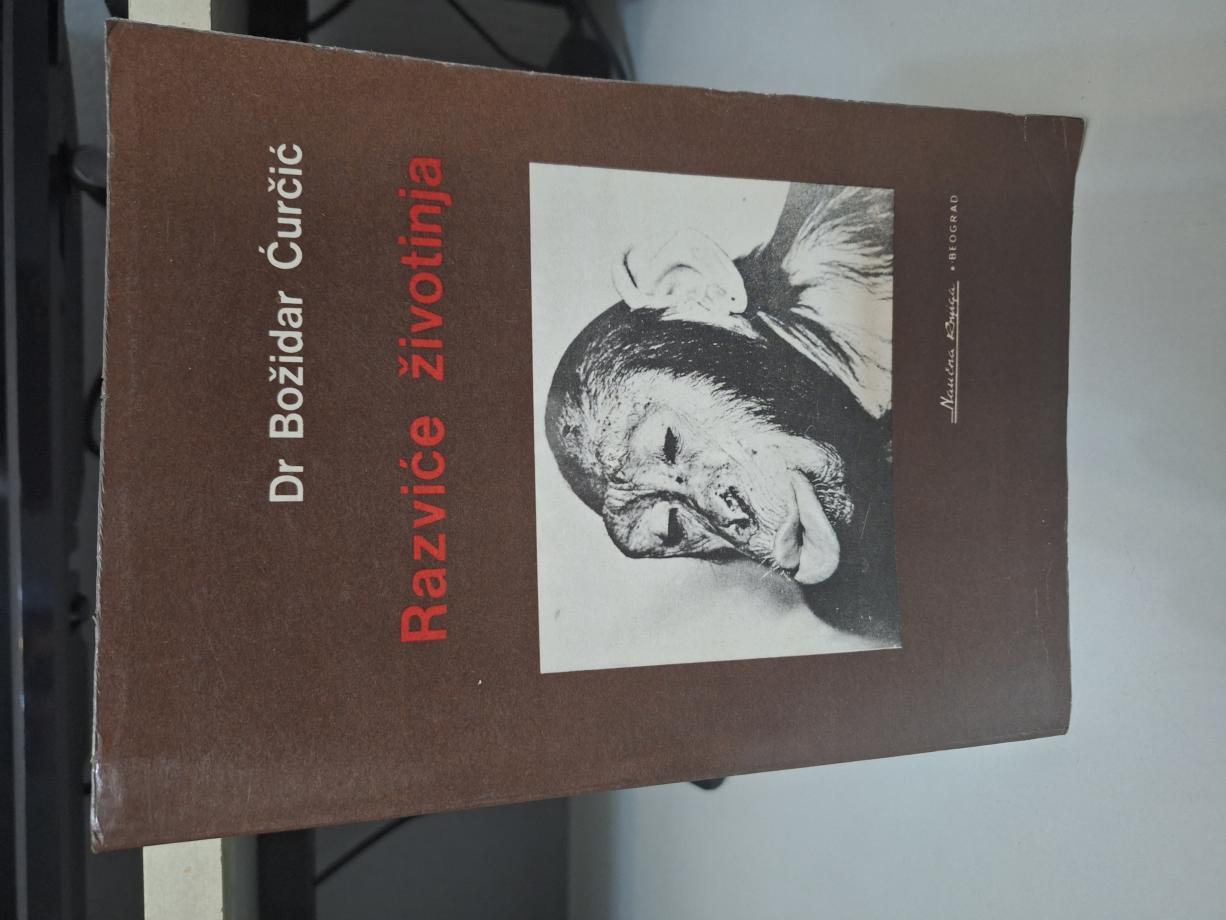 Dr Božidar Ćurčić
Razviće životinja
Naučna knjiga • BEOGRAD